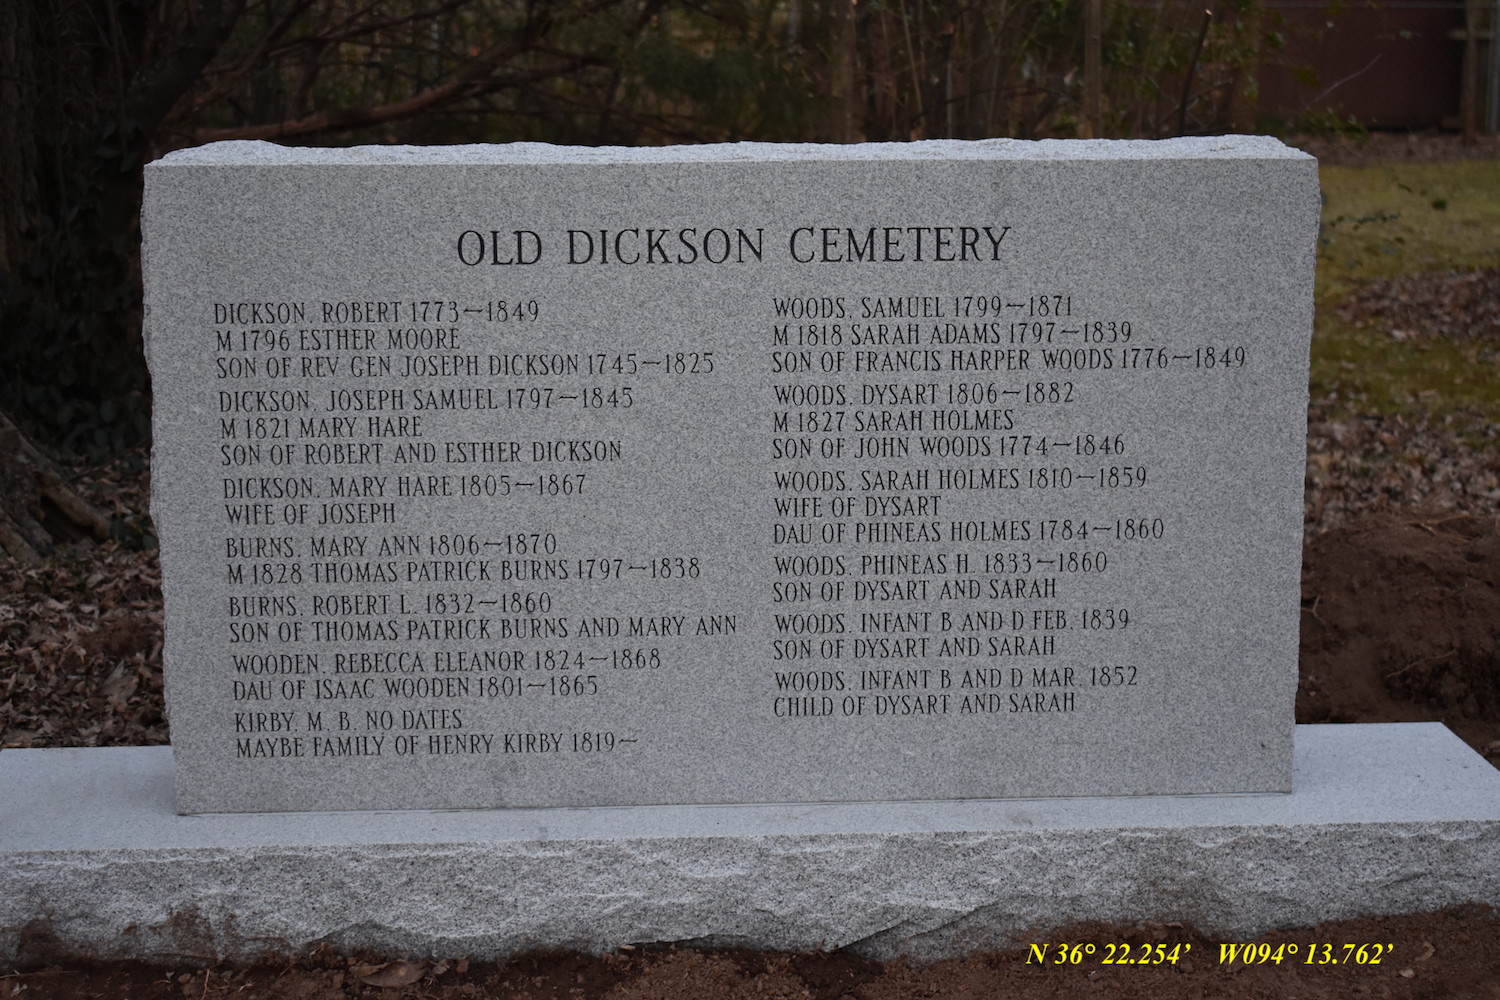 OLD DICKSON CEMETERY
DICKSON, ROBERT 1773–1849
M 1796 ESTHER MOORE
SON OF REV GEN JOSEPH DICKSON 1745–1825
DICKSON, JOSEPH SAMUEL 1797–1845
M 1821 MARY HARE
SON OF ROBERT AND ESTHER DICKSON
DICKSON, MARY HARE 1805–1867
WIFE OF JOSEPH
BURNS, MARY ANN 1806–1870
M 1828 THOMAS PATRICK BURNS 1797–1838
BURNS, ROBERT L. 1832–1860
SON OF THOMAS PATRICK BURNS AND MARY ANN
WOODEN, REBECCA ELEANOR 1824–1868
DAU OF ISAAC WOODEN 1801–1865
KIRBY, M. B. NO DATES
MAYBE FAMILY OF HENRY KIRBY 1819–
WOODS, SAMUEL 1799–1871
M 1818 SARAH ADAMS 1797–1839
SON OF FRANCIS HARPER WOODS 1776–1849
WOODS, DYSART 1806–1882
M 1827 SARAH HOLMES
SON OF JOHN WOODS 1774–1846
WOODS, SARAH HOLMES 1810–1859
WIFE OF DYSART
DAU OF PHINEAS HOLMES 1784–1860
WOODS, PHINEAS H. 1833–1860
SON OF DYSART AND SARAH
WOODS, INFANT B AND D FEB. 1839
SON OF DYSART AND SARAH
WOODS, INFANT B AND D MAR. 1852
CHILD OF DYSART AND SARAH
N 36° 22.254' W094° 13.762'